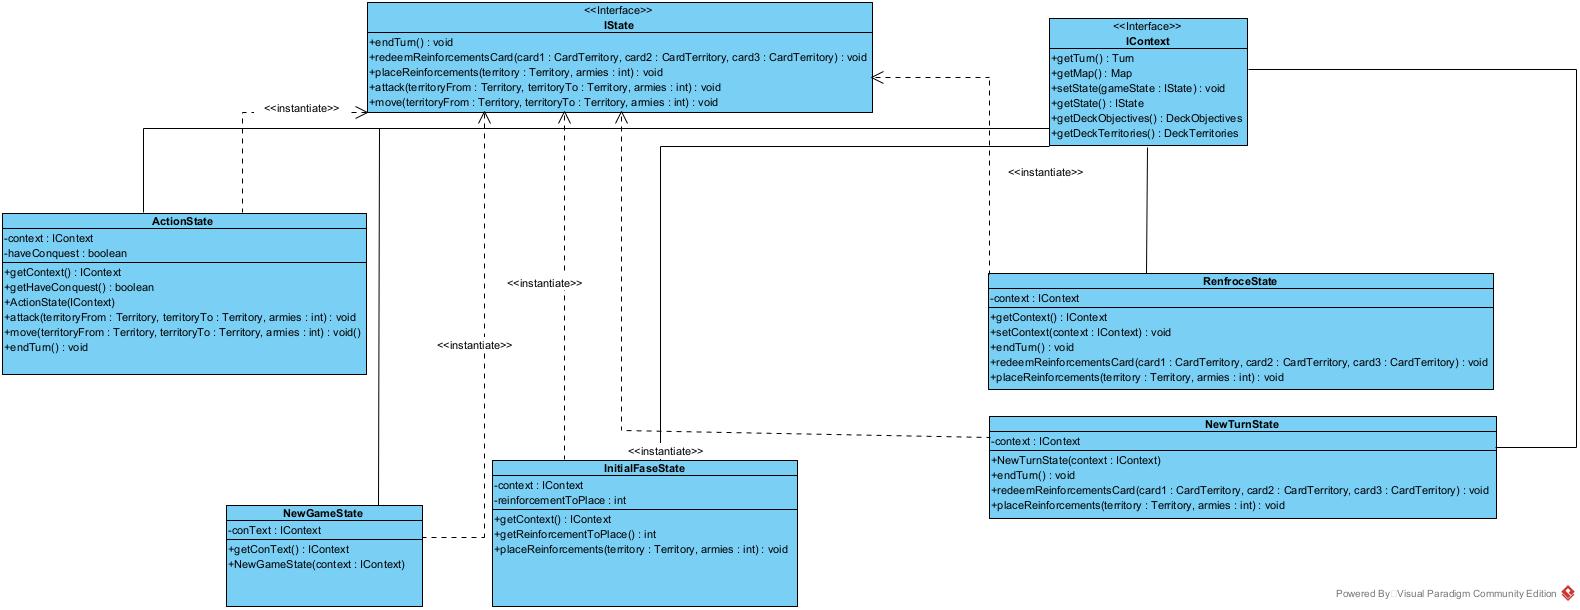 <<Interface>>
IState
+endTurn() : void
+redeemReinforcementsCard(card1 : CardTerritory, card2 : CardTerritory, card3 : CardTerritory) : void
+placeReinforcements(territory : Territory, armies : int) : void
+attack(territoryFrom : Territory, territoryTo : Territory, armies : int) : void
+move(territoryFrom : Territory, territoryTo : Territory, armies : int) : void
<<Interface>>
IContext
+getTurn() : Turn
+getMap() : Map
+setState(gameState : IState) : void
+getState() : IState
+getDeckObjectives() : DeckObjectives
+getDeckTerritories() : DeckTerritories
<<instantiate>>
<<instantiate>>
ActionState
-context : IContext
-haveConquest : boolean
+getContext() : IContext
+getHaveConquest() : boolean
+ActionState(IContext)
+attack(territoryFrom : Territory, territoryTo : Territory, armies : int) : void
+move(territoryFrom : Territory, territoryTo : Territory, armies : int) : void()
+endTurn() : void
<<instantiate>>
<<instantiate>>
RenfroceState
-context : IContext
+getContext() : IContext
+setContext(context : IContext) : void
+endTurn() : void
+redeemReinforcementsCard(card1 : CardTerritory, card2 : CardTerritory, card3 : CardTerritory) : void
+placeReinforcements(territory : Territory, armies : int) : void
NewTurnState
-context : IContext
+NewTurnState(context : IContext)
+endTurn() : void
+redeemReinforcementsCard(card1 : CardTerritory, card2 : CardTerritory, card3 : CardTerritory) : void
+placeReinforcements(territory : Territory, armies : int) : void
<<instantiate>>
InitialFaseState
-context : IContext
-reinforcementToPlace : int
+getContext() : IContext
+getReinforcementToPlace() : int
+placeReinforcements(territory : Territory, armies : int) : void
NewGameState
-conText : IContext
+getConText() : IContext
+NewGameState(context : IContext)
Powered By Visual Paradigm Community Edition